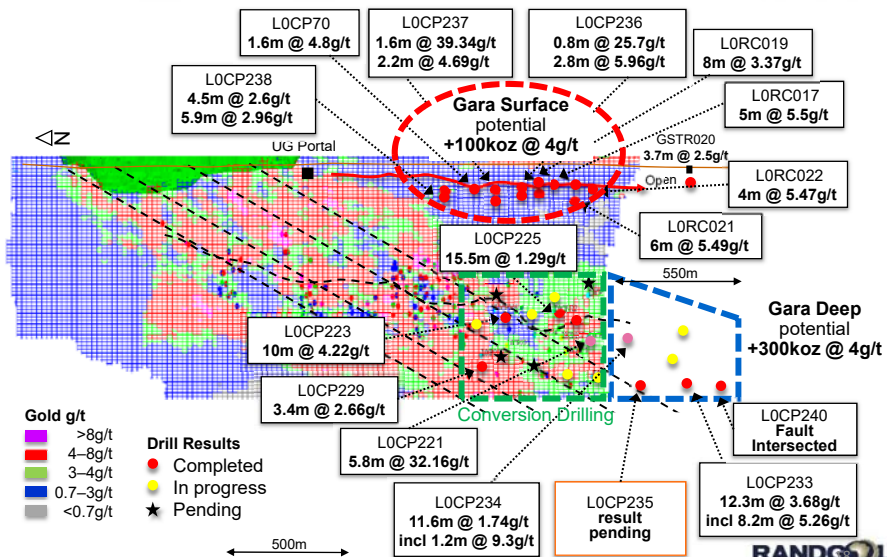 L0CP70
1.6m @ 4.8g/t
L0CP237
1.6m @ 39.34g/t
2.2m @ 4.69g/t
L0CP236
0.8m @ 25.7g/t
2.8m @ 5.96g/t
L0RC019
8m @ 3.37g/t
L0CP238
4.5m @ 2.6g/t
5.9m @ 2.96g/t
Gara Surface
potential
+100koz @ 4g/t
L0RC017
5m @ 5.5g/t
N
UG Portal
GSTR020
3.7m @ 2.5g/t
Open
L0RC022
4m @ 5.47g/t
L0RC021
6m @ 5.49g/t
L0CP225
15.5m @ 1.29g/t
550m
Gara Deep
potential
+300koz @ 4g/t
L0CP223
10m @ 4.22g/t
L0CP229
3.4m @ 2.66g/t
Conversion Drilling
L0CP221
5.8m @ 32.16g/t
L0CP240
Fault
Intersected
L0CP234
11.6m @ 1.74g/t
incl 1.2m @ 9.3g/t
L0CP235
result
pending
L0CP233
12.3m @ 3.68g/t
incl 8.2m @ 5.26g/t
Gold g/t
>8g/t
4–8g/t
3–4g/t
0.7–3g/t
<0.7g/t
Drill Results
Completed
In progress
Pending
500m